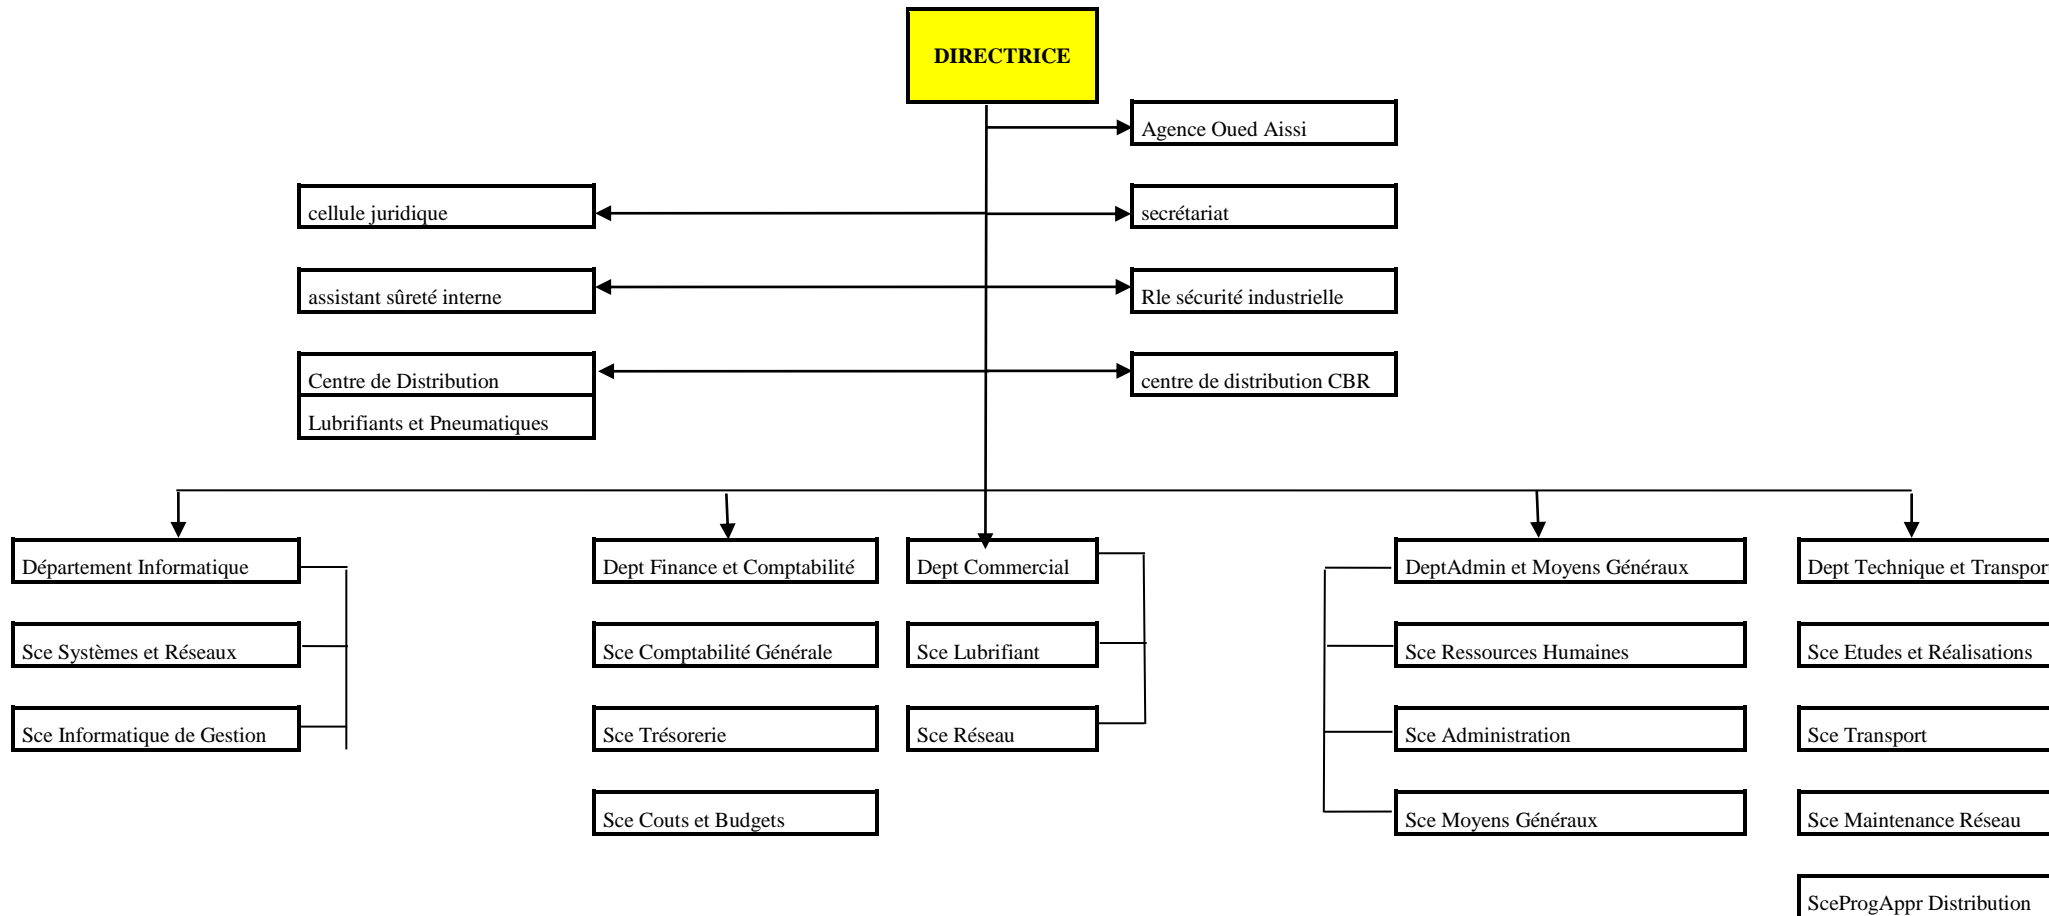 DIRECTRICE
Agence Oued Aissi
cellule juridique
secrétariat
assistant sûreté interne
Rle sécurité industrielle
Centre de Distribution
Lubrifiants et Pneumatiques
centre de distribution CBR
Département Informatique
Dept Finance et Comptabilité
Dept Commercial
DeptAdmin et Moyens Généraux
Dept Technique et Transport
Sce Systèmes et Réseaux
Sce Comptabilité Générale
Sce Lubrifiant
Sce Ressources Humaines
Sce Etudes et Réalisations
Sce Informatique de Gestion
Sce Trésorerie
Sce Réseau
Sce Administration
Sce Transport
Sce Couts et Budgets
Sce Moyens Généraux
Sce Maintenance Réseau
SceProgAppr Distribution